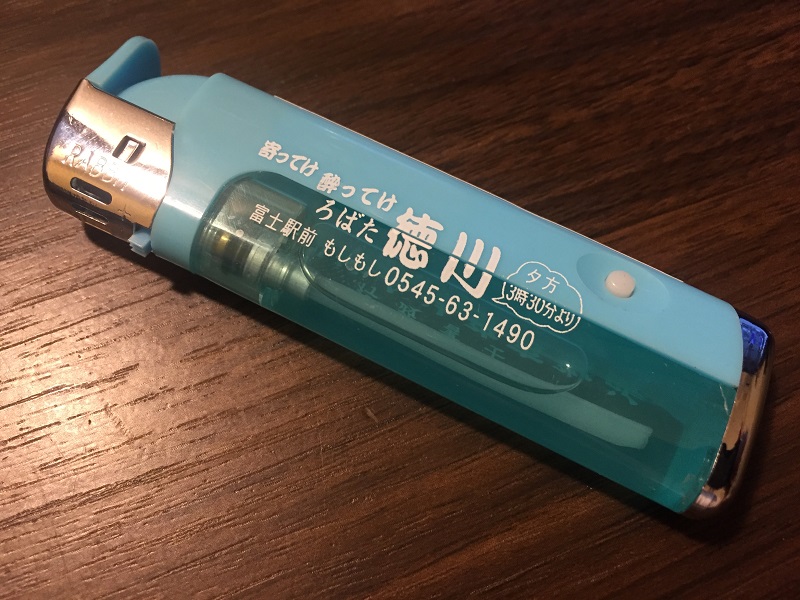 寄ってけ 酔ってけ
ろばた 徳川
富士駅前 もしもし0545-63-1490
夕方
3時30分より